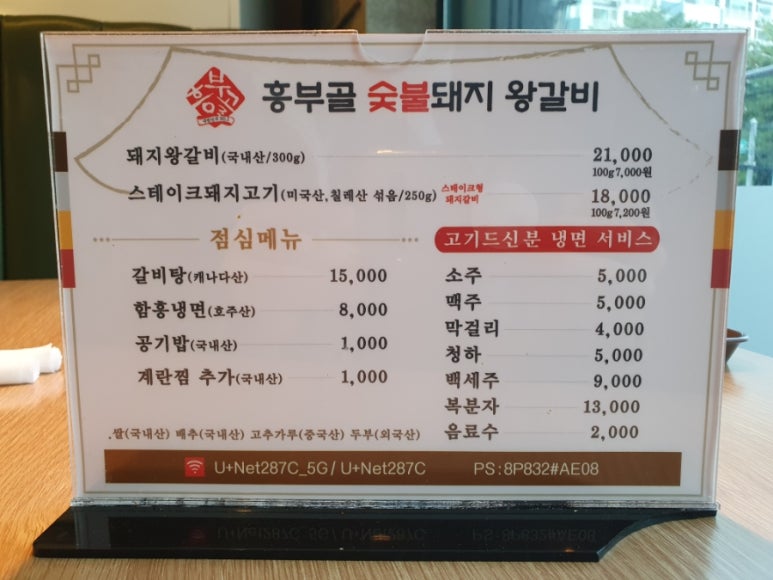 흥부골 숯불돼지 왕갈비
돼지왕갈비(국내산/300g) 21,000
100g 7,000원
스테이크돼지고기(미국산,칠레산 섞음/250g) 스테이크형 돼지갈비 18,000
100g 7,200원
점심메뉴
갈비탕(캐나다산) 15,000
함흥냉면(호주산) 8,000
공기밥(국내산) 1,000
계란찜 추가(국내산) 1,000
고기드신분 냉면 서비스
소주 5,000
맥주 5,000
막걸리 4,000
청하 5,000
백세주 9,000
복분자 13,000
음료수 2,000
.쌀(국내산) 배추(국내산) 고추가루(중국산) 두부(외국산)
U+Net287C_5G / U+Net287C PS : 8P832#AE08